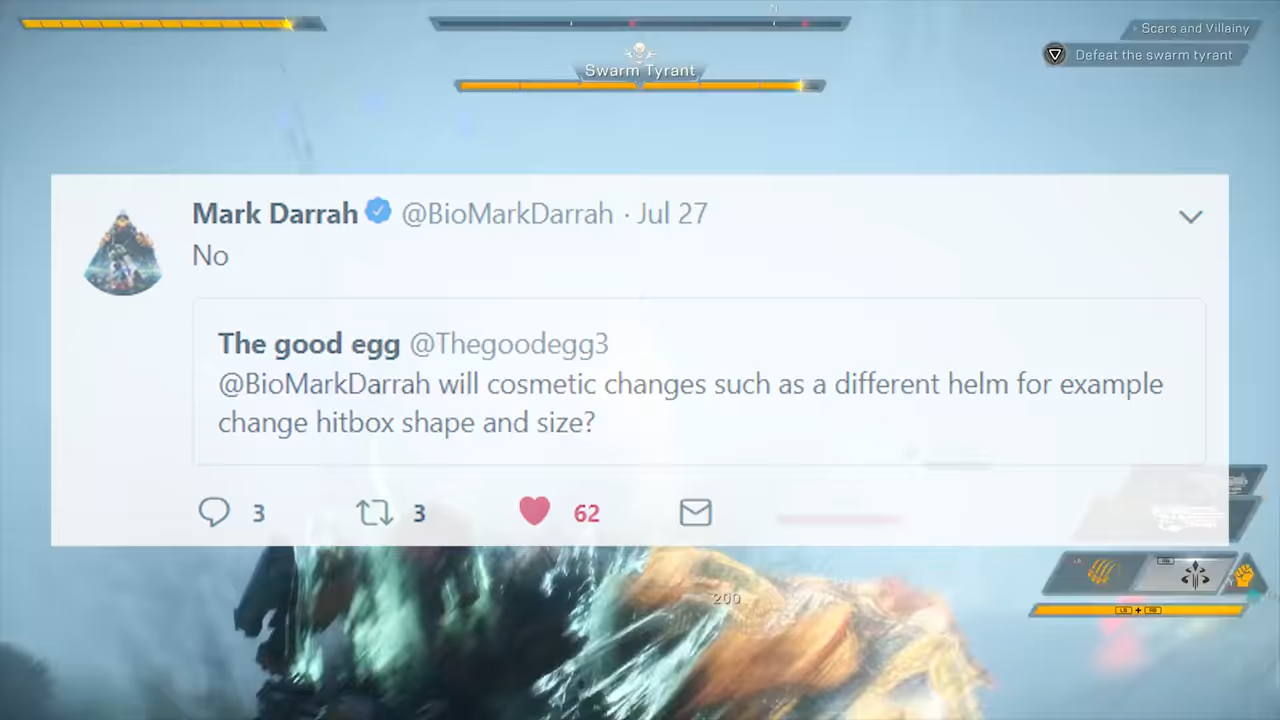 N
Scars and Villainy
Defeat the swarm tyrant
Swarm Tyrant
Mark Darrah @BioMarkDarrah · Jul 27
No
The good egg @Thegoodegg3
@BioMarkDarrah will cosmetic changes such as a different helm for example
change hitbox shape and size?
3 3 62
200
LB + RB